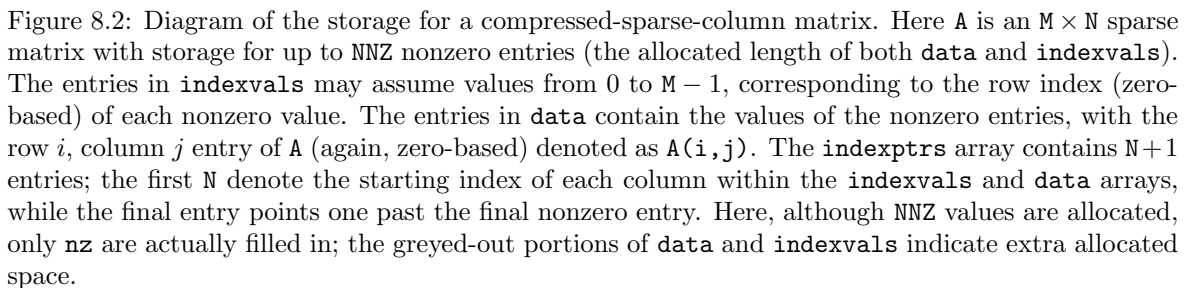 Figure 8.2: Diagram of the storage for a compressed-sparse-column matrix. Here A is an M × N sparse
matrix with storage for up to NNZ nonzero entries (the allocated length of both data and indexvals).
The entries in indexvals may assume values from 0 to M − 1, corresponding to the row index (zero-
based) of each nonzero value. The entries in data contain the values of the nonzero entries, with the
row i, column j entry of A (again, zero-based) denoted as A(i,j). The indexptrs array contains N+1
entries; the first N denote the starting index of each column within the indexvals and data arrays,
while the final entry points one past the final nonzero entry. Here, although NNZ values are allocated,
only nz are actually filled in; the greyed-out portions of data and indexvals indicate extra allocated
space.